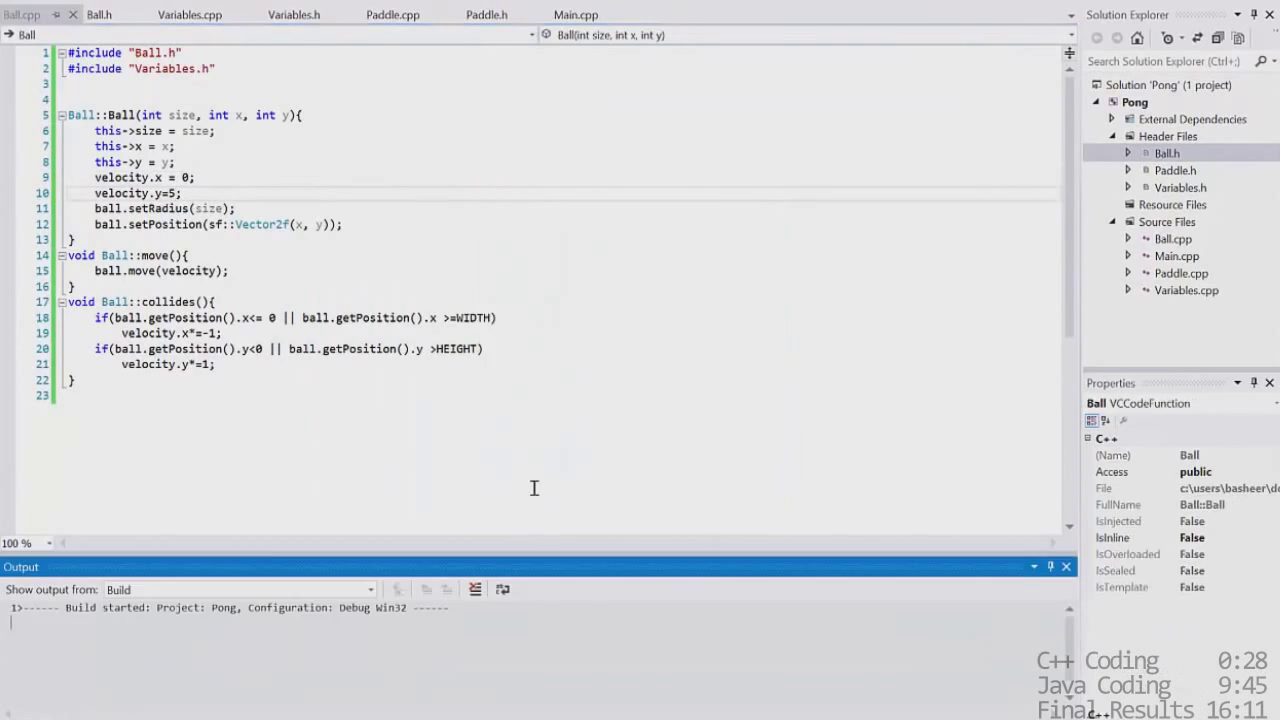 Ball.cpp Ball.h Variables.cpp Variables.h Paddle.cpp Paddle.h Main.cpp
Ball Ball(int size, int x, int y)
1 #include "Ball.h"
2 #include "Variables.h"
3
4
5 Ball::Ball(int size, int x, int y){
6 this->size = size;
7 this->x = x;
8 this->y = y;
9 velocity.x = 0;
10 velocity.y=5;
11 ball.setRadius(size);
12 ball.setPosition(sf::Vector2f(x, y));
13 }
14 void Ball::move(){
15 ball.move(velocity);
16 }
17 void Ball::collides(){
18 if(ball.getPosition().x<= 0 || ball.getPosition().x >=WIDTH)
19 velocity.x*=-1;
20 if(ball.getPosition().y<0 || ball.getPosition().y >HEIGHT)
21 velocity.y*=1;
22 }
23
100 %
Output
Show output from: Build
1>------ Build started: Project: Pong, Configuration: Debug Win32 ------
Solution Explorer
Search Solution Explorer (Ctrl+;)
Solution 'Pong' (1 project)
Pong
External Dependencies
Header Files
Ball.h
Paddle.h
Variables.h
Resource Files
Source Files
Ball.cpp
Main.cpp
Paddle.cpp
Variables.cpp
Properties
Ball VCCodeFunction
C++
(Name) Ball
Access public
File c:\users\basheer\do
FullName Ball::Ball
IsInjected False
IsInline False
IsOverloaded False
IsSealed False
IsTemplate False
C++ Coding 0:28
Java Coding 9:45
Final Results 16:11
C++